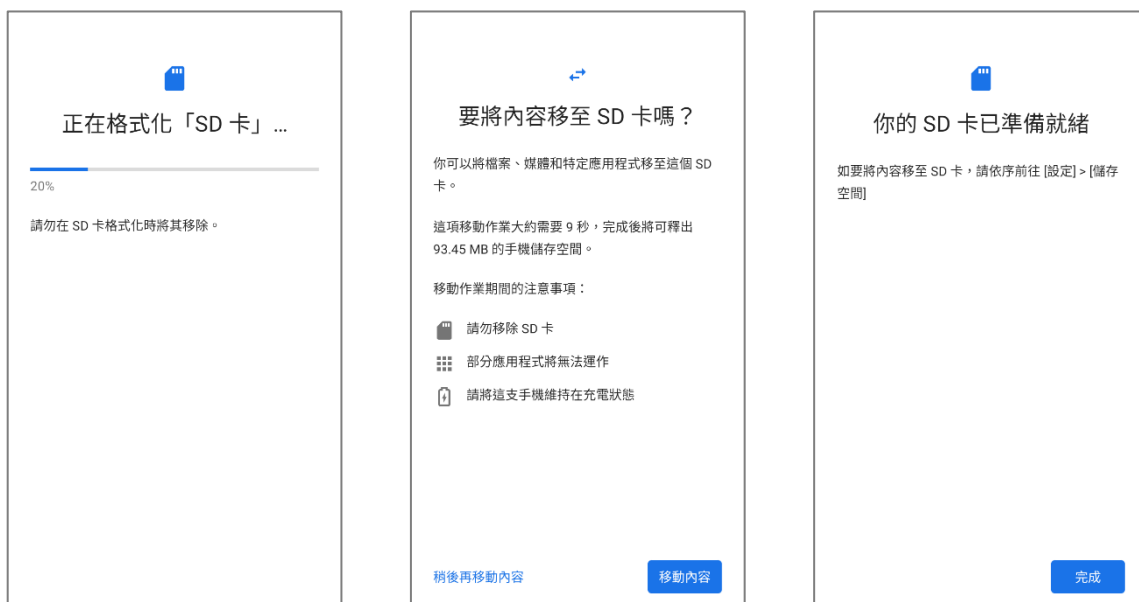 正在格式化「SD 卡」...
20%
請勿在 SD 卡格式化時將其移除。
要將內容移至 SD 卡嗎？
你可以將檔案、媒體和特定應用程式移至這個 SD
卡。
這項移動作業大約需要 9 秒，完成後將可釋出
93.45 MB 的手機儲存空間。
移動作業期間的注意事項：
請勿移除 SD 卡
部分應用程式將無法運作
請將這支手機維持在充電狀態
稍後再移動內容
移動內容
你的 SD 卡已準備就緒
如要將內容移至 SD 卡，請依序前往 [設定] > [儲存
空間]
完成